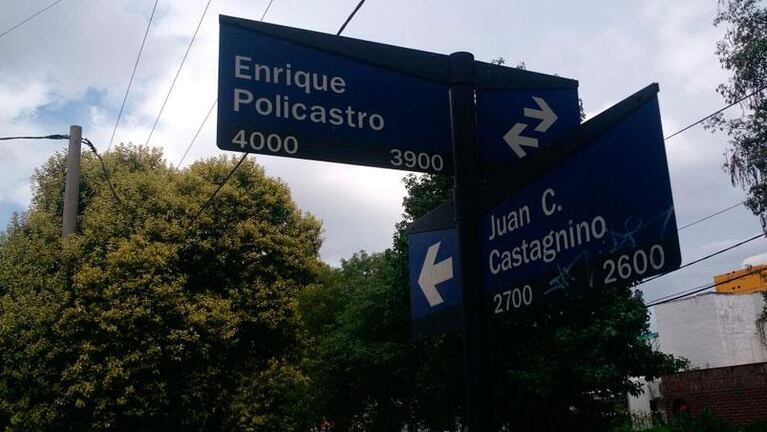 Enrique
Policastro
4000 3900
Juan C.
Castagnino
2700 2600